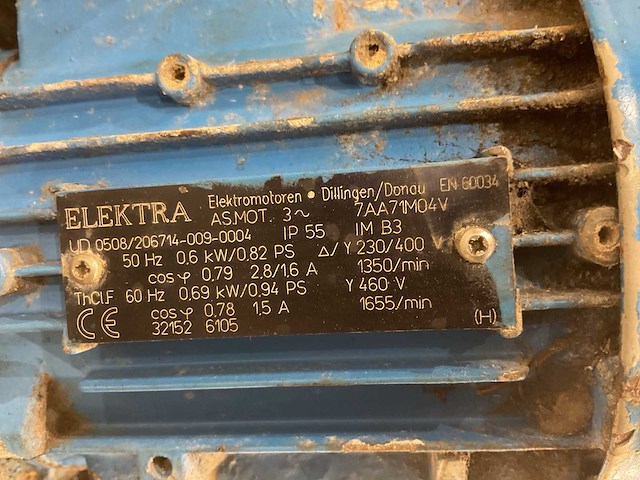 ELEKTRA Elektromotoren • Dillingen/Donau EN 60034
AS.MOT. 3~ 7AA71M04V
UD 0508/206714-009-0004 IP 55 IM B3
50 Hz 0,6 kW/0,82 PS Δ/Y 230/400 V
cos φ 0,79 2,8/1,6 A 1350/min
Th.Cl.F 60 Hz 0,69 kW/0,94 PS Y 460 V
cos φ 0,78 1,5 A 1655/min
CE 32152 6105 (H)